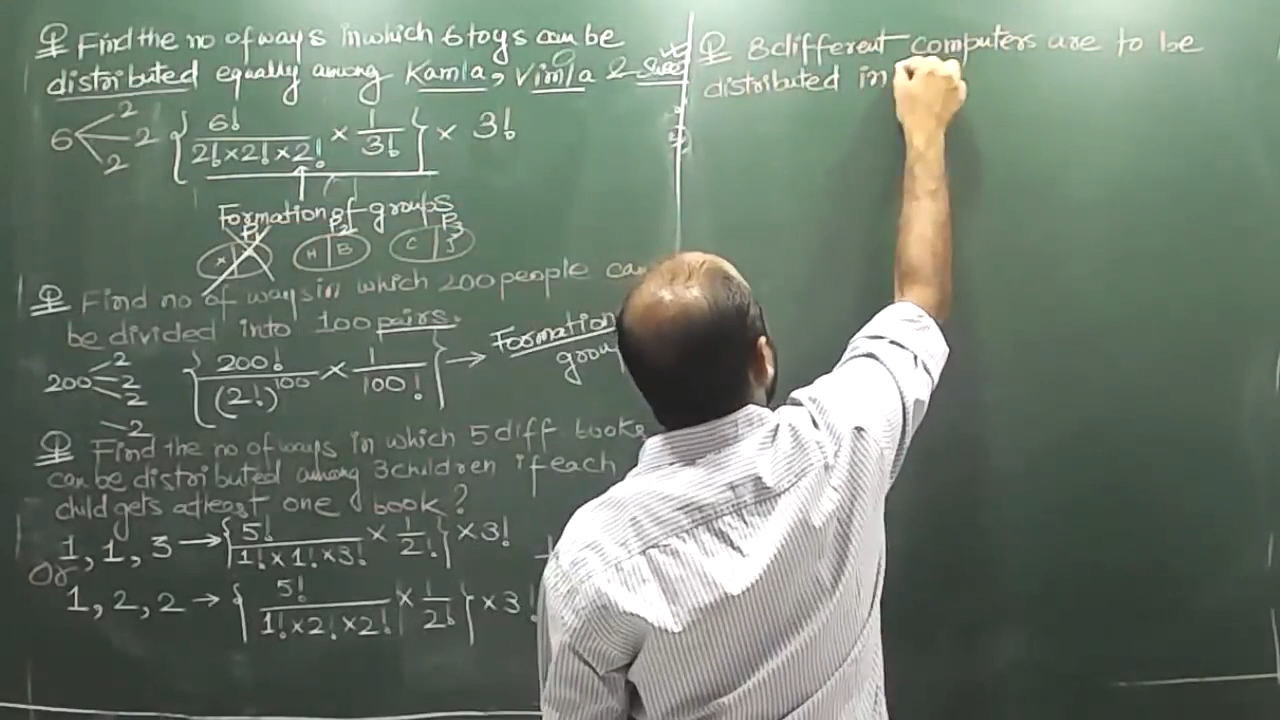 Q Find the no of ways in which 6 toys can be
distributed equally among Kamla, Vimla &
6 2 2 2 { 6! / 2! × 2! × 2! × 1 / 3! } × 3!
Formation of groups
H B C J
Q Find no of ways in which 200 people can
be divided into 100 pairs.
200 2 2 2 2 { 200! / (2!)^100 × 1 / 100! } → Formation
Q Find the no of ways in which 5 diff books
can be distributed among 3 children if each
child gets atleast one book?
1, 1, 3 → { 5! / 1! × 1! × 3! × 1 / 2! } × 3!
Or
1, 2, 2 → { 5! / 1! × 2! × 2! × 1 / 2! } × 3!
Q 8 different computers are to be
distributed in